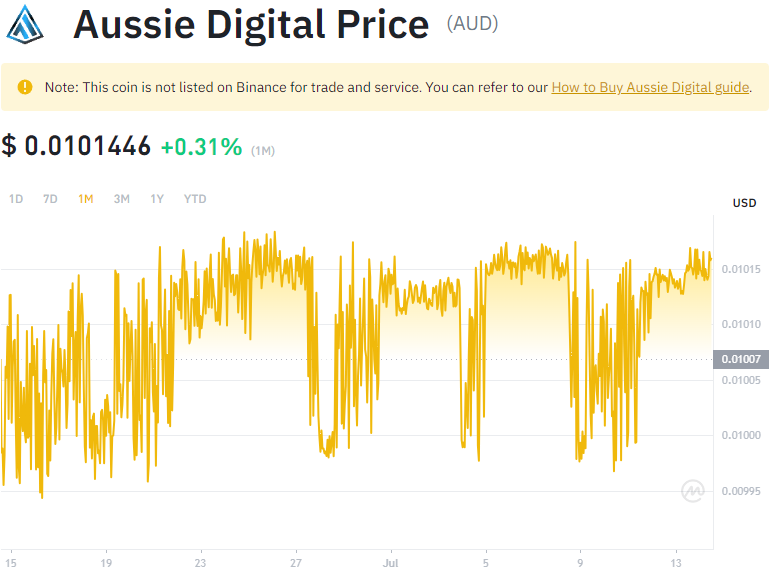 Aussie Digital Price (AUD)
Note: This coin is not listed on Binance for trade and service. You can refer to our How to Buy Aussie Digital guide.
$ 0.0101446 +0.31% (1M)
1D 7D 1M 3M 1Y YTD
USD
0.01015
0.01010
0.01007
0.01005
0.01000
0.00995
15 19 23 27 Jul 5 9 13